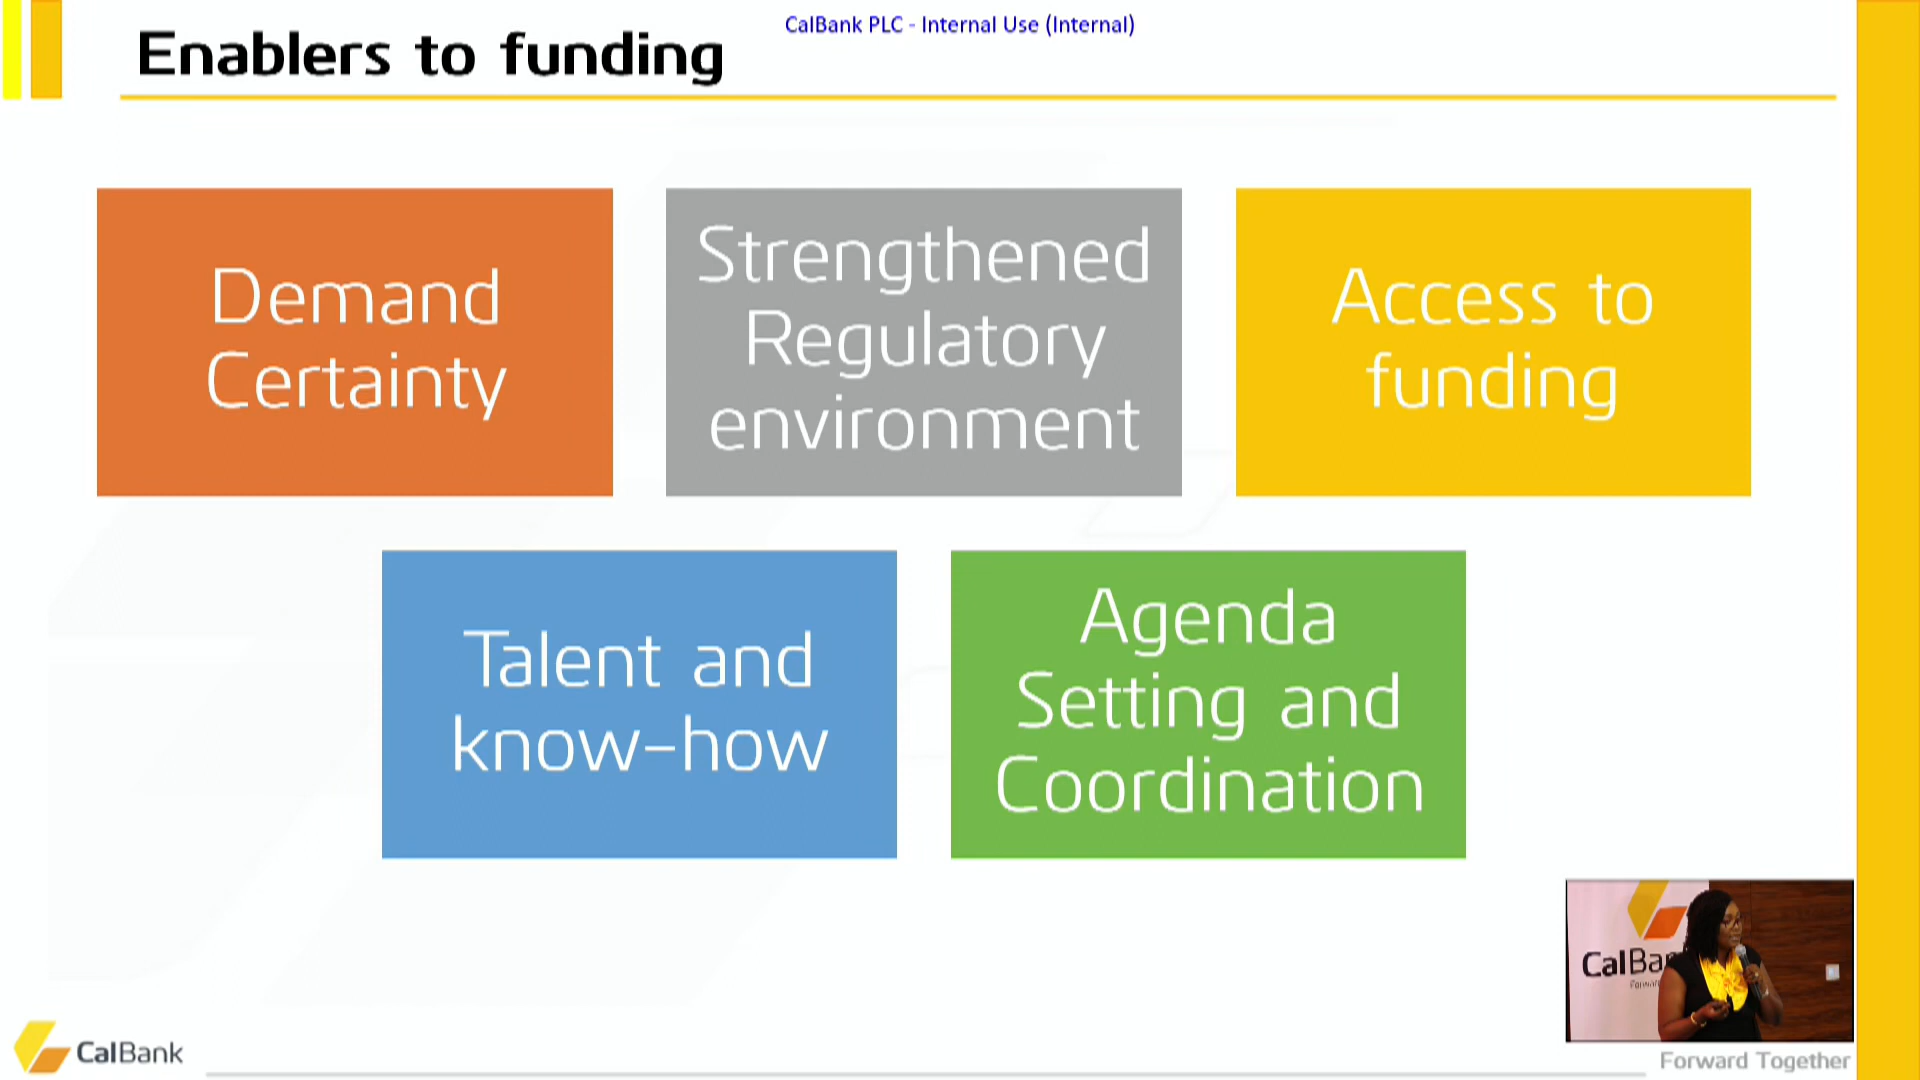 CalBank PLC - Internal Use (Internal)
Enablers to funding
Demand
Certainty
Strengthened
Regulatory
environment
Access to
funding
Talent and
know-how
Agenda
Setting and
Coordination
CalBa
CalBank
Forward Together